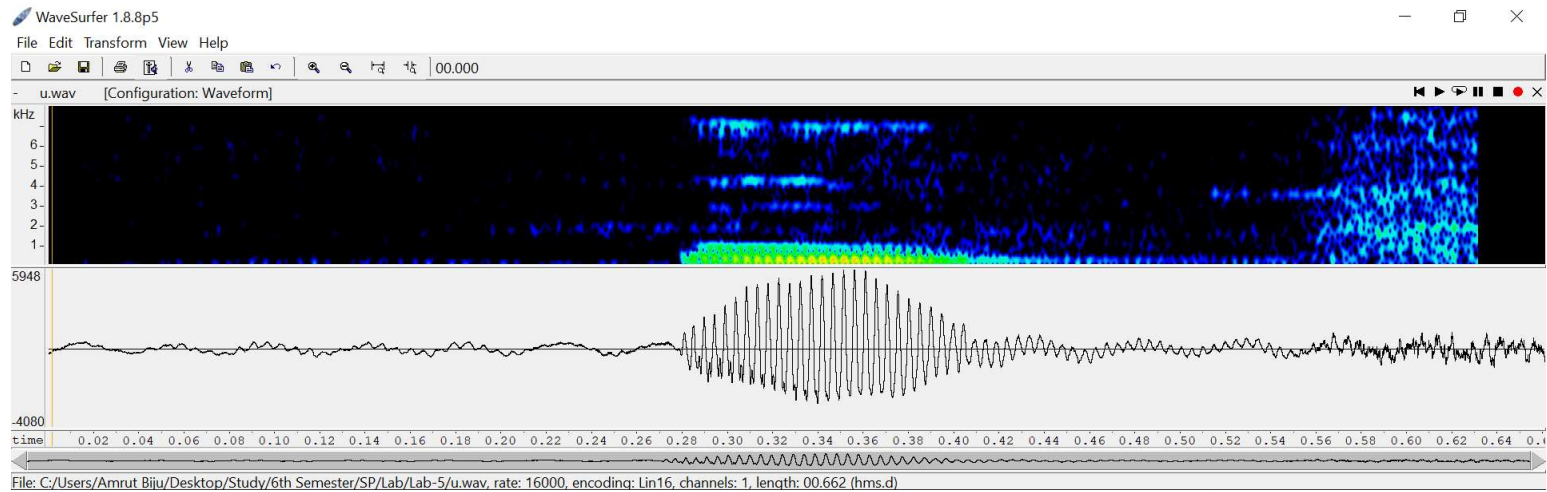 WaveSurfer 1.8.8p5
File Edit Transform View Help
00.000
- u.wav [Configuration: Waveform]
kHz
6
5
4
3
2
1
5948
-4080
time 0.02 0.04 0.06 0.08 0.10 0.12 0.14 0.16 0.18 0.20 0.22 0.24 0.26 0.28 0.30 0.32 0.34 0.36 0.38 0.40 0.42 0.44 0.46 0.48 0.50 0.52 0.54 0.56 0.58 0.60 0.62 0.64
File: C:/Users/Amrut Biju/Desktop/Study/6th Semester/SP/Lab/Lab-5/u.wav, rate: 16000, encoding: Lin16, channels: 1, length: 00.662 (hms.d)